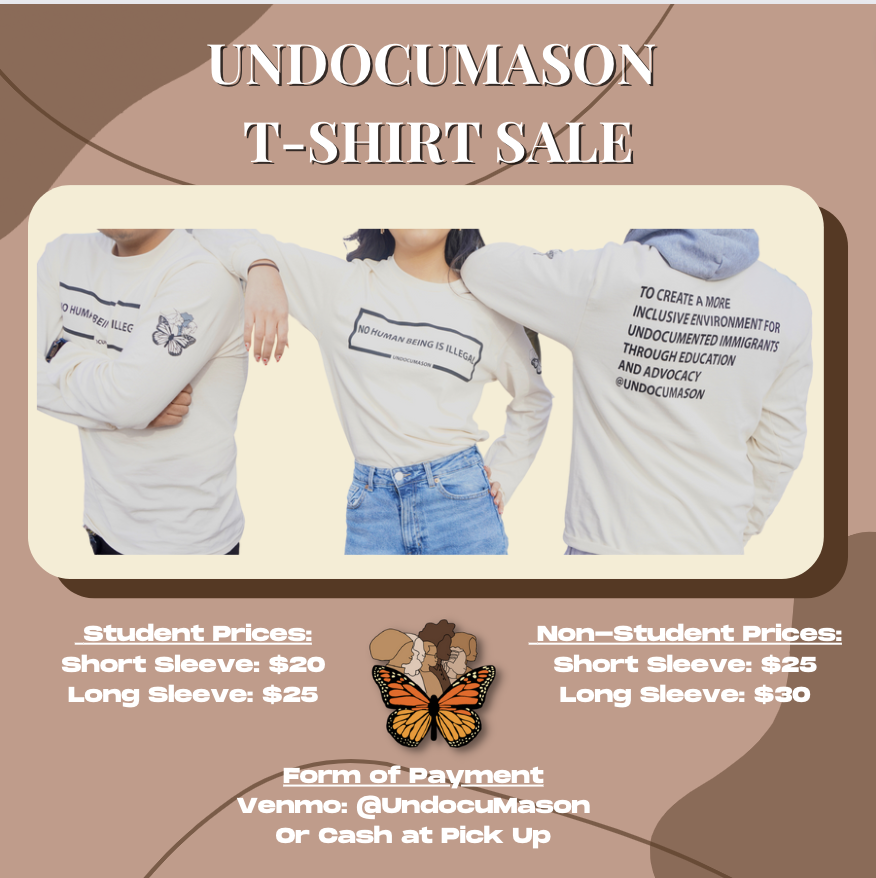 UNDOCUMASON
T-SHIRT SALE
NO HUMAN BEING IS ILLEGAL
UNDOCUMASON
TO CREATE A MORE
INCLUSIVE ENVIRONMENT FOR
UNDOCUMENTED IMMIGRANTS
THROUGH EDUCATION
AND ADVOCACY
@UNDOCUMASON
Student Prices:
Short Sleeve: $20
Long Sleeve: $25
Non-Student Prices:
Short Sleeve: $25
Long Sleeve: $30
Form of Payment
Venmo: @UndocuMason
Or Cash at Pick Up